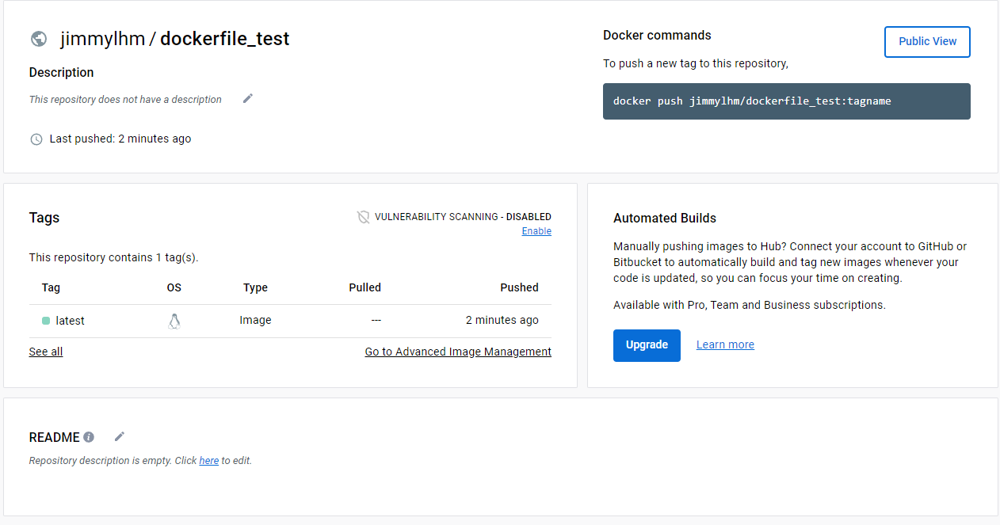 jimmylhm / dockerfile_test
Description
This repository does not have a description
Last pushed: 2 minutes ago
Docker commands
Public View
To push a new tag to this repository,
docker push jimmylhm/dockerfile_test:tagname
Tags
VULNERABILITY SCANNING - DISABLED
Enable
This repository contains 1 tag(s).
Tag OS Type Pulled Pushed
latest Image --- 2 minutes ago
See all Go to Advanced Image Management
Automated Builds
Manually pushing images to Hub? Connect your account to GitHub or
Bitbucket to automatically build and tag new images whenever your
code is updated, so you can focus your time on creating.
Available with Pro, Team and Business subscriptions.
Upgrade Learn more
README
Repository description is empty. Click here to edit.